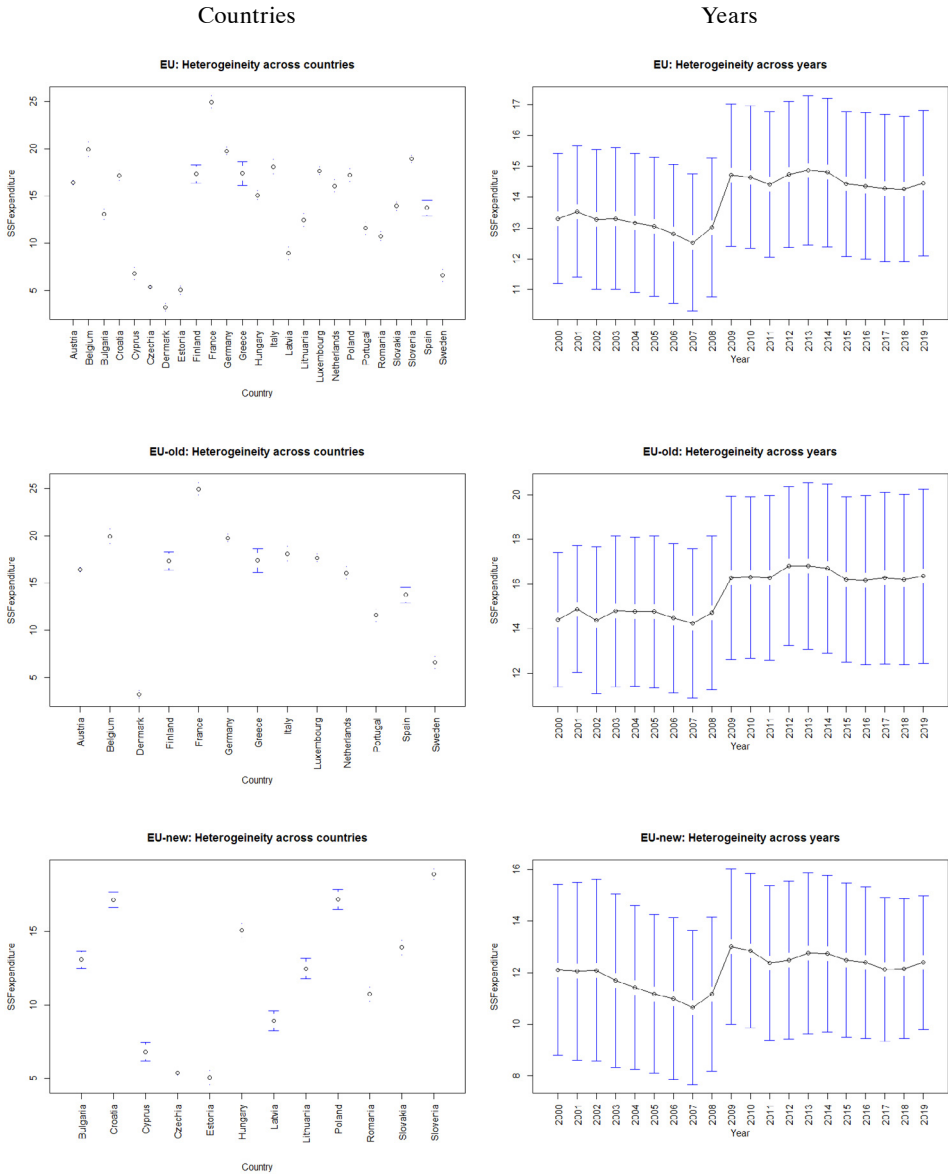 Countries
Years
EU: Heterogeineity across countries
SSFexpenditure
25
20
15
10
5
Austria
Belgium
Bulgaria
Croatia
Cyprus
Czechia
Denmark
Estonia
Finland
France
Germany
Greece
Hungary
Italy
Latvia
Lithuania
Luxembourg
Netherlands
Poland
Portugal
Romania
Slovakia
Slovenia
Spain
Sweden
Country
EU: Heterogeineity across years
SSFexpenditure
17
16
15
14
13
12
11
2000
2001
2002
2003
2004
2005
2006
2007
2008
2009
2010
2011
2012
2013
2014
2015
2016
2017
2018
2019
Year
EU-old: Heterogeineity across countries
SSFexpenditure
25
20
15
10
5
Austria
Belgium
Denmark
Finland
France
Germany
Greece
Italy
Luxembourg
Netherlands
Portugal
Spain
Sweden
Country
EU-old: Heterogeineity across years
SSFexpenditure
20
18
16
14
12
2000
2001
2002
2003
2004
2005
2006
2007
2008
2009
2010
2011
2012
2013
2014
2015
2016
2017
2018
2019
Year
EU-new: Heterogeineity across countries
SSFexpenditure
15
10
5
Bulgaria
Croatia
Cyprus
Czechia
Estonia
Hungary
Latvia
Lithuania
Poland
Romania
Slovakia
Slovenia
Country
EU-new: Heterogeineity across years
SSFexpenditure
16
14
12
10
8
2000
2001
2002
2003
2004
2005
2006
2007
2008
2009
2010
2011
2012
2013
2014
2015
2016
2017
2018
2019
Year